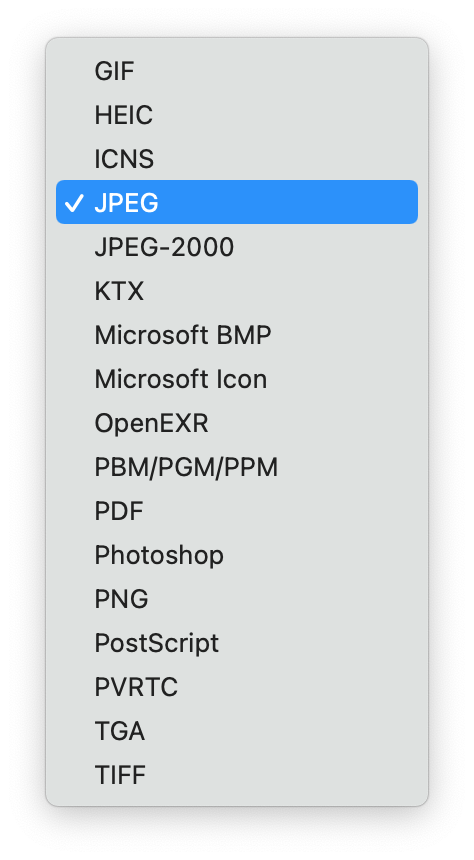 GIF
HEIC
ICNS
JPEG
JPEG-2000
KTX
Microsoft BMP
Microsoft Icon
OpenEXR
PBM/PGM/PPM
PDF
Photoshop
PNG
PostScript
PVRTC
TGA
TIFF